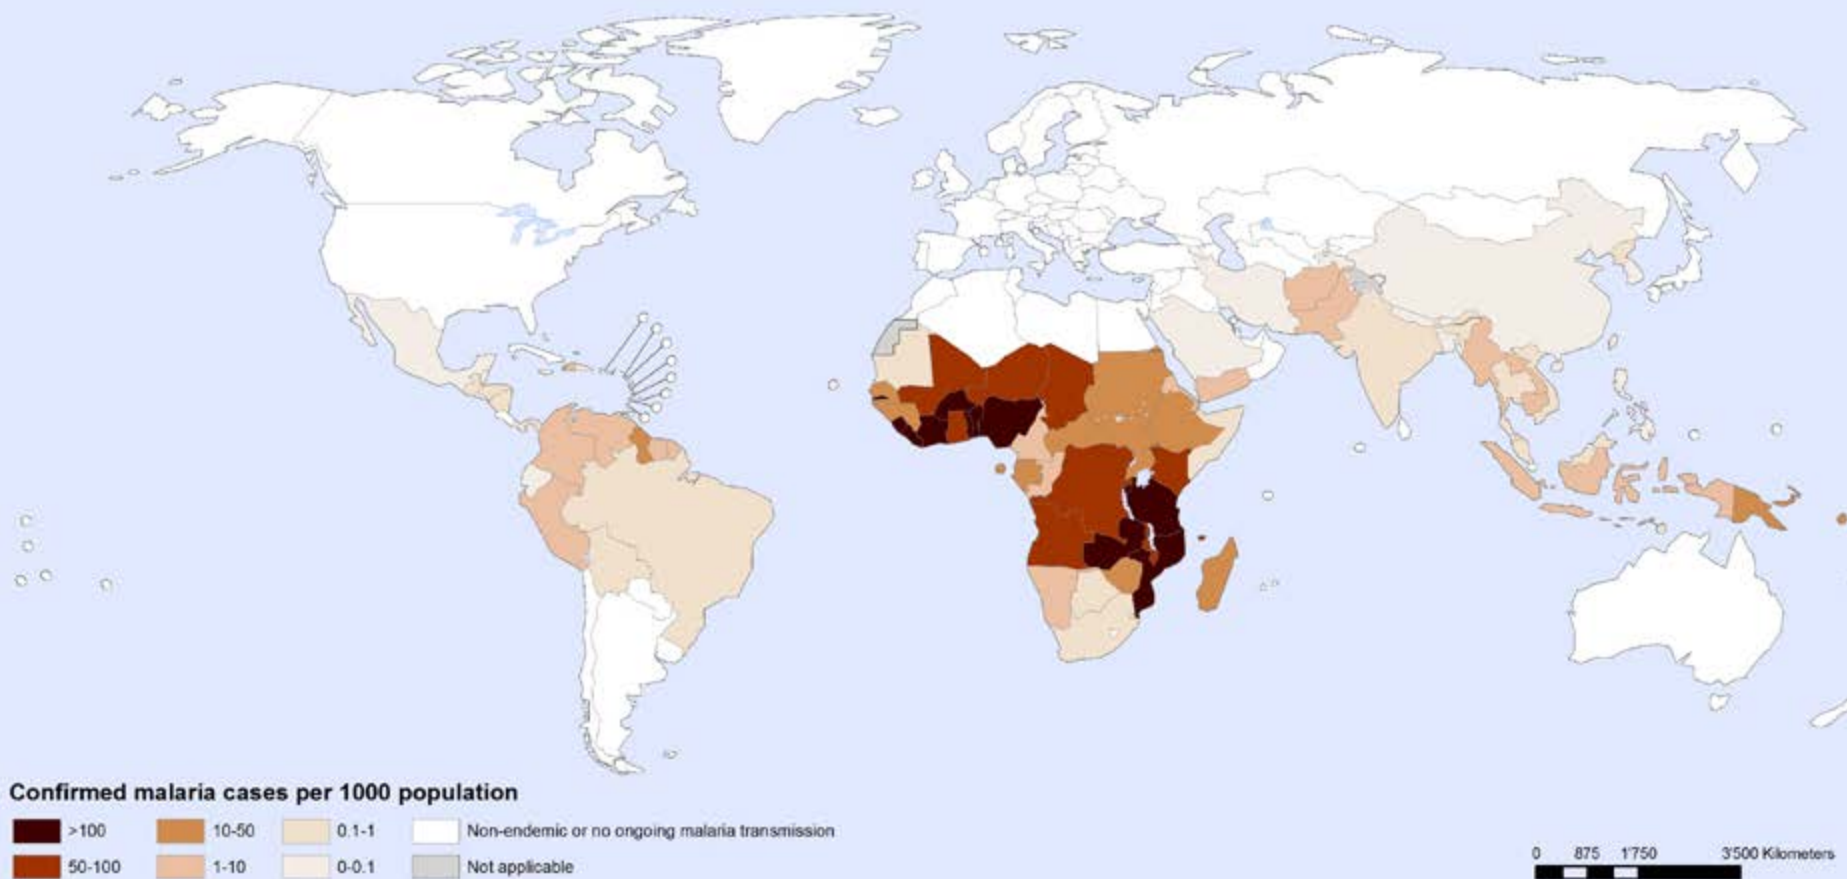 Confirmed malaria cases per 1000 population
>100 10-50 0.1-1 Non-endemic or no ongoing malaria transmission
50-100 1-10 0-0.1 Not applicable
0 875 1'750 3'500 Kilometers